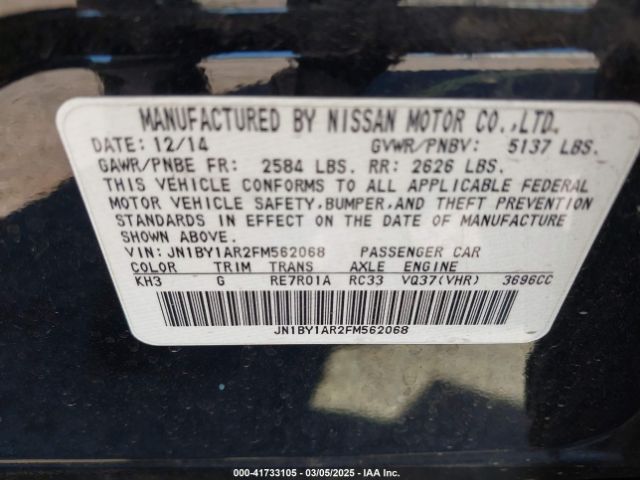 MANUFACTURED BY NISSAN MOTOR CO.,LTD.
DATE: 12/14 GVWR/PNBV: 5137 LBS.
GAWR/PNBE FR: 2584 LBS. RR: 2626 LBS.
THIS VEHICLE CONFORMS TO ALL APPLICABLE FEDERAL
MOTOR VEHICLE SAFETY, BUMPER, AND THEFT PREVENTION
STANDARDS IN EFFECT ON THE DATE OF MANUFACTURE
SHOWN ABOVE.
VIN: JN1BY1AR2FM562068 PASSENGER CAR
COLOR TRIM TRANS AXLE ENGINE
KH3 G RE7R01A RC33 VQ37(VHR) 3696CC
JN1BY1AR2FM562068
000-41733105 - 03/05/2025 - IAA Inc.